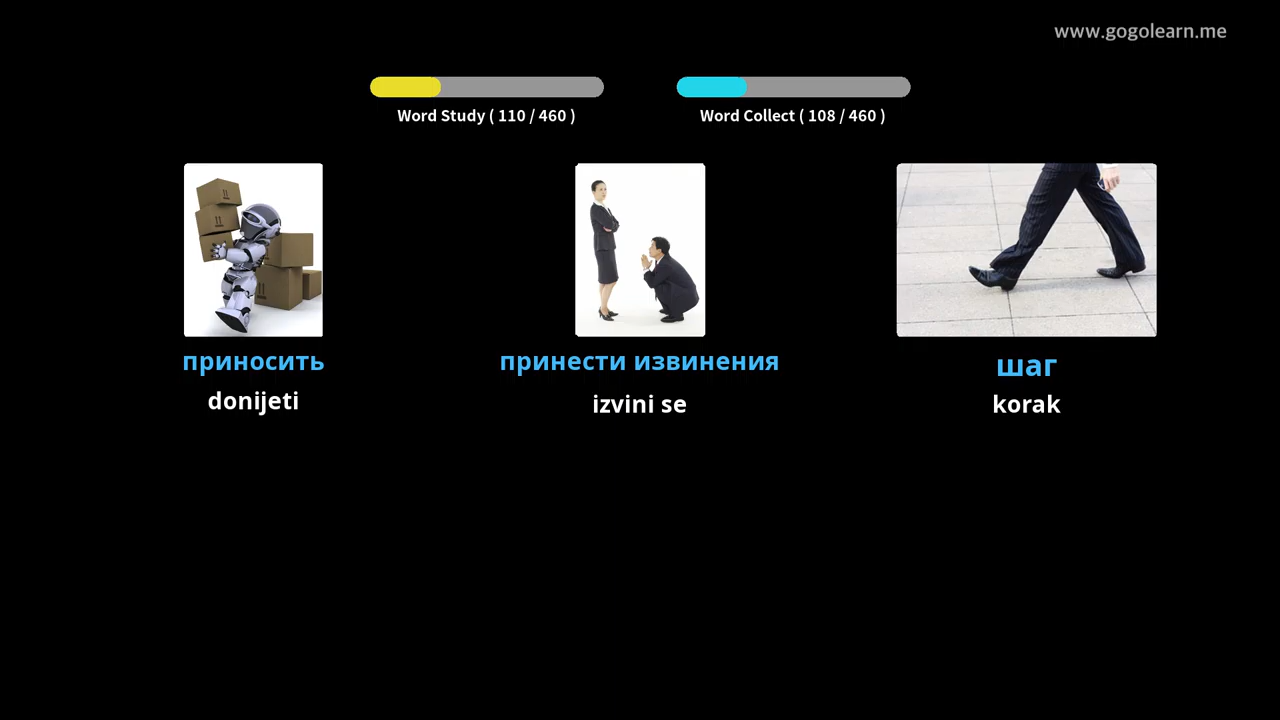 www.gogolearn.me
Word Study ( 110 / 460 )
Word Collect ( 108 / 460 )
приносить
donijeti
принести извинения
izvini se
шаг
korak